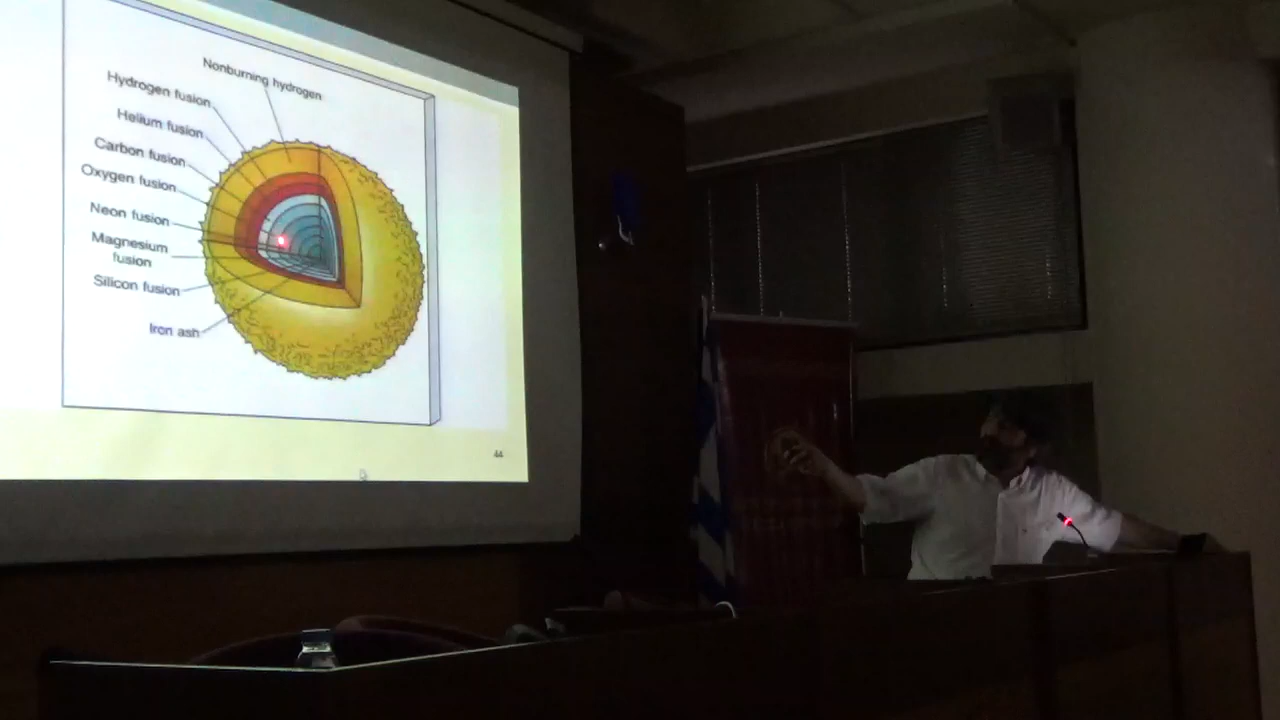 Nonburning hydrogen
Hydrogen fusion
Helium fusion
Carbon fusion
Oxygen fusion
Neon fusion
Magnesium
fusion
Silicon fusion
Iron ash
44